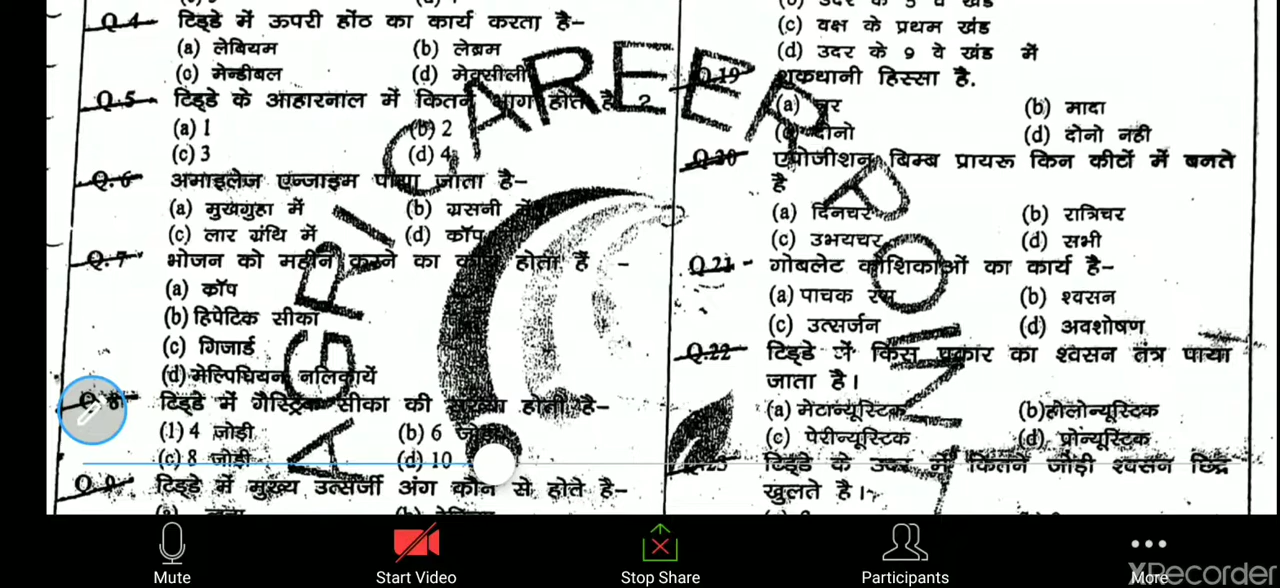 Q.4 टिड्डे में ऊपरी होंठ का कार्य करता है-
(a) लेबियम (b) लेब्रम
(c) मेन्डीबल (d) मेक्सीली
Q.5 टिड्डे के आहारनाल में कितने भाग होते है ?
(a) 1 (b) 2
(c) 3 (d) 4
Q.6 अमाइलेज एन्जाइम पाया जाता है-
(a) मुखगुहा में (b) ग्रसनी में
(c) लार ग्रंथि में (d) कॉप
Q.7 भोजन को महीन करने का कार्य होता हैं -
(a) कॉप
(b) हिपेटिक सीका
(c) गिजार्ड
(d) मेल्पिघियन नलिकायें
Q.8 टिड्डे में गैस्ट्रिक सीका की संख्या होती है-
(1) 4 जोड़ी (b) 6 जोड़ी
(c) 8 जोड़ी (d) 10
Q.9 टिड्डे में मुख्य उत्सर्जी अंग कौन से होते है-
(c) वक्ष के प्रथम खंड
(d) उदर के 9 वे खंड में
Q.19 शुकधानी हिस्सा है.
(a) नर (b) मादा
(c) दोनो (d) दोनो नही
Q.20 एपोजीशन बिम्ब प्रायरू किन कीटों में बनते
है
(a) दिनचर (b) रात्रिचर
(c) उभयचर (d) सभी
Q.21 - गोबलेट कोशिकाओं का कार्य है-
(a) पाचक रस (b) श्वसन
(c) उत्सर्जन (d) अवशोषण
Q.22 टिड्डे में किस प्रकार का श्वसन तंत्र पाया
जाता है।
(a) मेटान्यूस्टिक (b) होलोन्यूस्टिक
(c) पेरीन्यूस्टिक (d) प्रोन्यूस्टिक
Q.23 टिड्डे के उदर में कितने जोड़ी श्वसन छिद्र
खुलते है।
AGRI CAREER POINT
Mute Start Video Stop Share Participants More
XRecorder